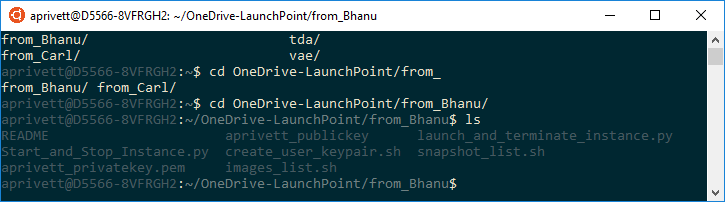 aprivett@D5566-8VFRGH2: ~/OneDrive-LaunchPoint/from_Bhanu
from_Bhanu/ tda/
from_Carl/ vae/
aprivett@D5566-8VFRGH2:~$ cd OneDrive-LaunchPoint/from_
from_Bhanu/ from_Carl/
aprivett@D5566-8VFRGH2:~$ cd OneDrive-LaunchPoint/from_Bhanu/
aprivett@D5566-8VFRGH2:~/OneDrive-LaunchPoint/from_Bhanu$ ls
README aprivett_publickey launch_and_terminate_instance.py
Start_and_Stop_Instance.py create_user_keypair.sh snapshot_list.sh
aprivett_privatekey.pem images_list.sh
aprivett@D5566-8VFRGH2:~/OneDrive-LaunchPoint/from_Bhanu$